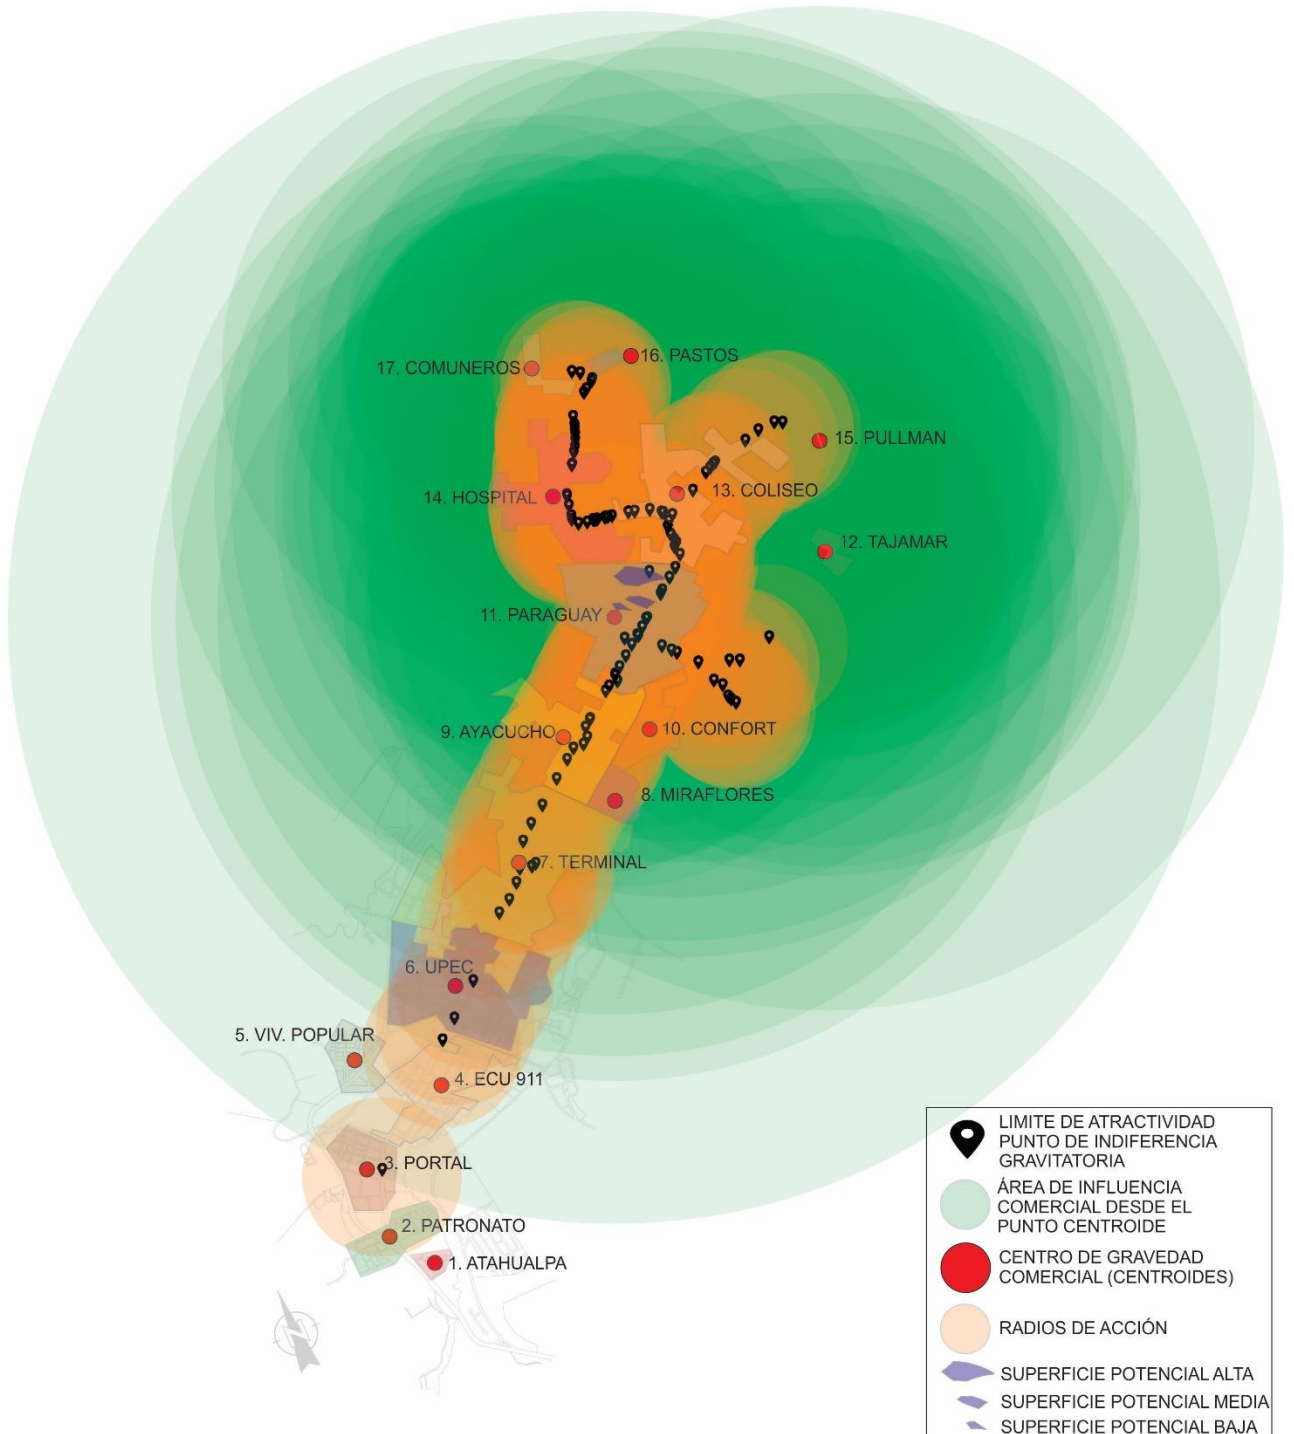 16. PASTOS
17. COMUNEROS
15. PULLMAN
13. COLISEO
14. HOSPITAL
12. TAJAMAR
11. PARAGUAY
10. CONFORT
9. AYACUCHO
8. MIRAFLORES
7. TERMINAL
6. UPEC
5. VIV. POPULAR
4. ECU 911
3. PORTAL
2. PATRONATO
1. ATAHUALPA
LIMITE DE ATRACTIVIDAD
PUNTO DE INDIFERENCIA
GRAVITATORIA
ÁREA DE INFLUENCIA
COMERCIAL DESDE EL
PUNTO CENTROIDE
CENTRO DE GRAVEDAD
COMERCIAL (CENTROIDES)
RADIOS DE ACCIÓN
SUPERFICIE POTENCIAL ALTA
SUPERFICIE POTENCIAL MEDIA
SUPERFICIE POTENCIAL BAJA